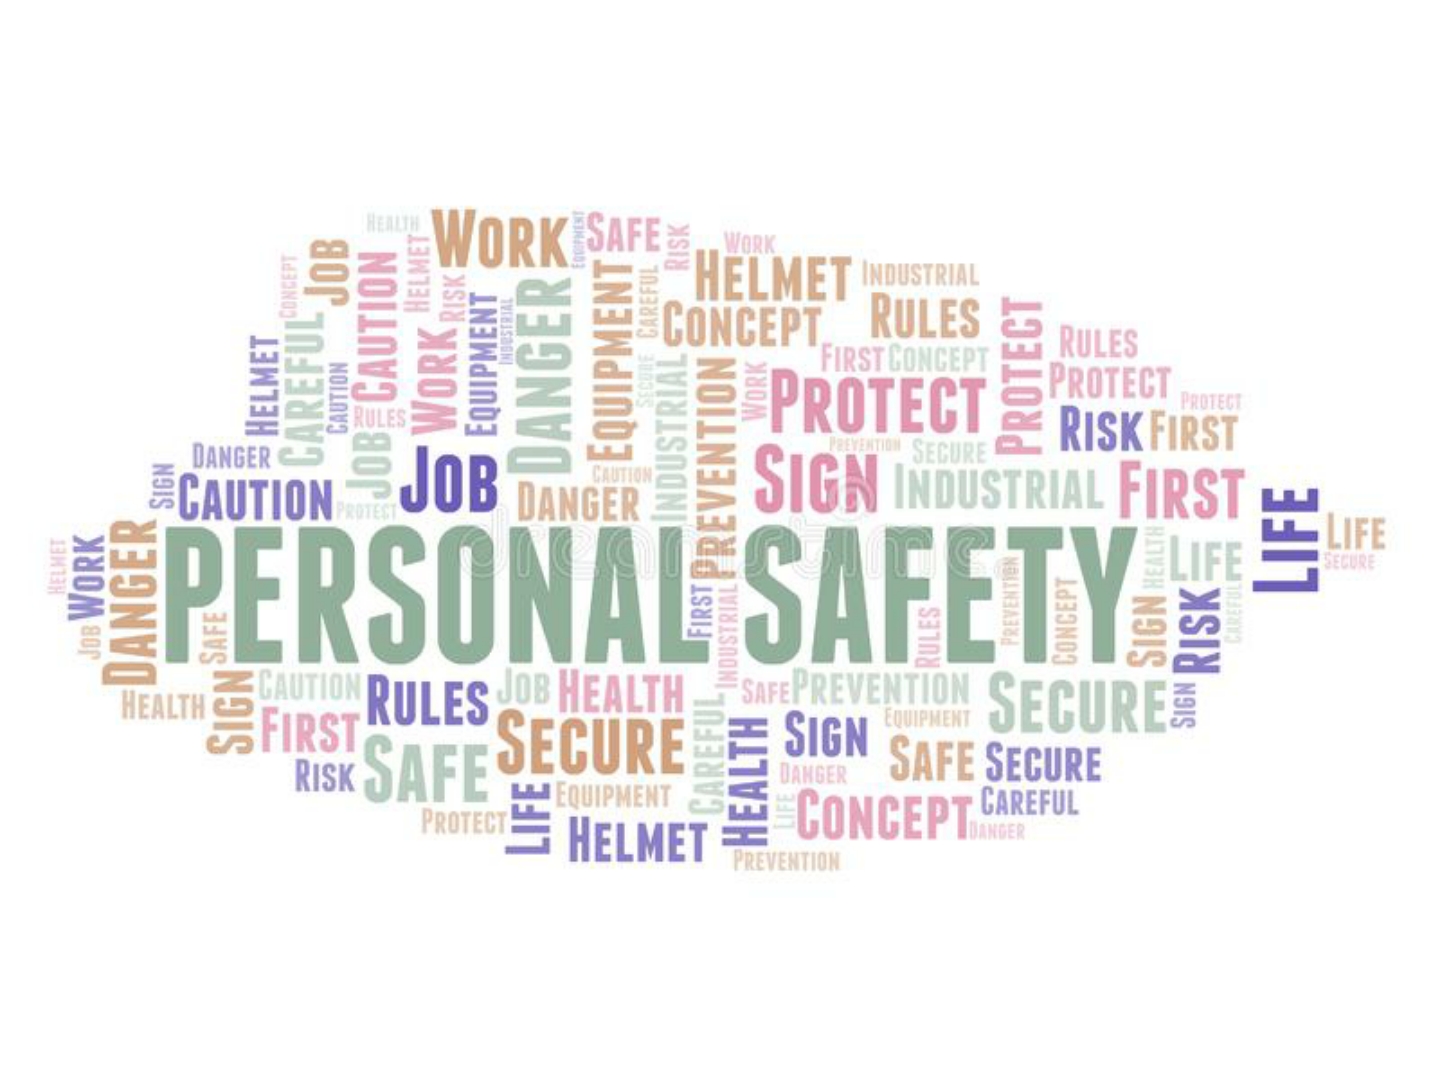 Health
Work
Equipment
Safe
Risk
Work
Concept
Job
Caution
Helmet
Risk
Helmet
Industrial
Careful
Equipment
Danger
Industrial
Equipment
Concept
Rules
Protect
Rules
Helmet
Careful
Caution
Work
Rules
Secure
Industrial
Prevention
Work
First
Concept
Protect
Protect
Protect
Risk
First
Danger
Job
Job
Caution
Sign
Prevention
Secure
Industrial
First
Sign
Caution
Protect
Danger
Life
Life
Secure
Helmet
Work
Danger
Personal Safety
dreamstime
Health
Life
Job
Safe
First
Industrial
Rules
Prevention
Concept
Sign
Risk
Careful
Health
Sign
Caution
Rules
Job
Health
Safe
Prevention
Secure
Sign
First
Secure
Careful
Health
Sign
Equipment
Risk
Safe
Danger
Safe
Secure
Life
Equipment
Life
Concept
Careful
Protect
Helmet
Danger
Prevention